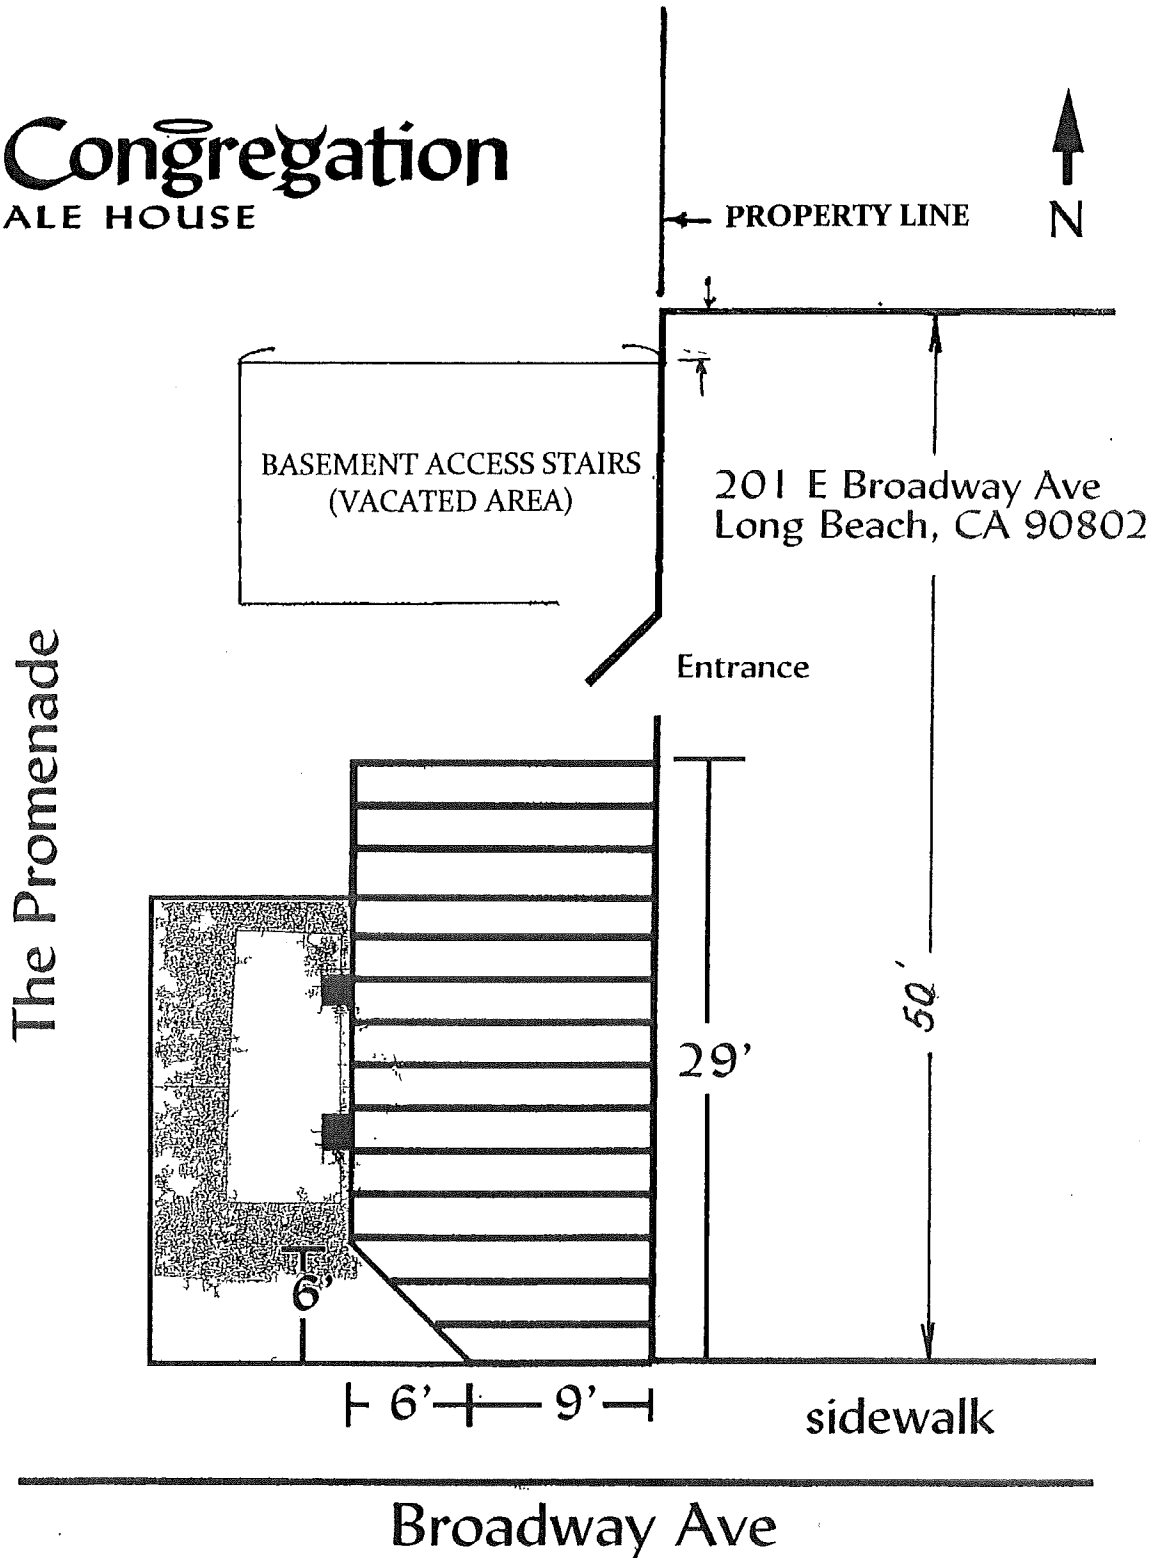 Congregation
ALE HOUSE
PROPERTY LINE
N
BASEMENT ACCESS STAIRS
(VACATED AREA)
201 E Broadway Ave
Long Beach, CA 90802
Entrance
The Promenade
50'
29'
6'
6'
9'
sidewalk
Broadway Ave